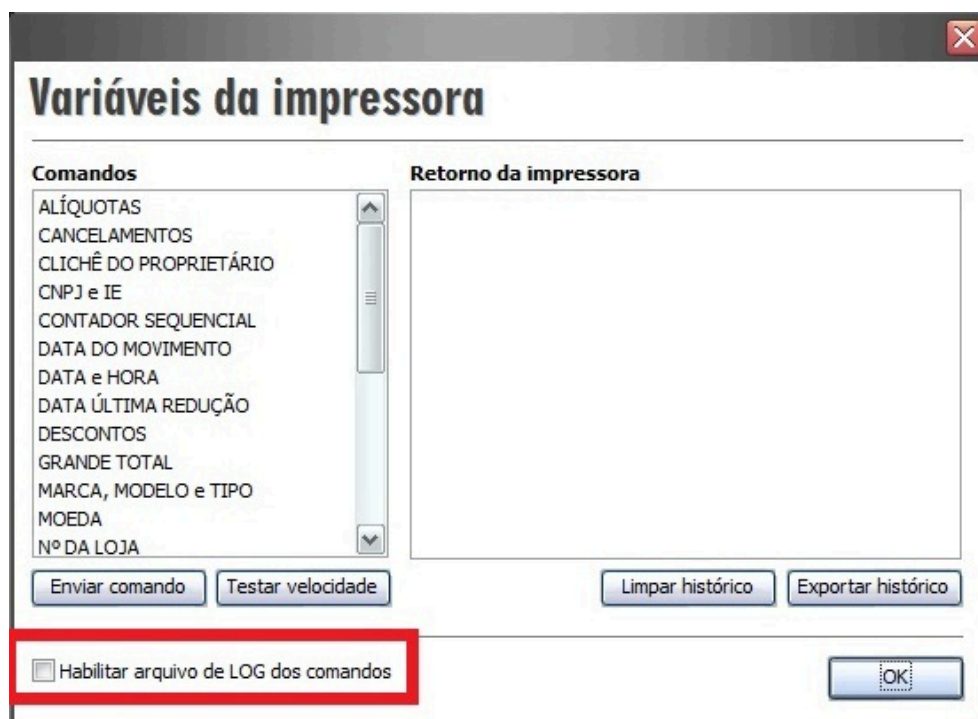 Variáveis da impressora
Comandos
ALÍQUOTAS
CANCELAMENTOS
CLICHÊ DO PROPRIETÁRIO
CNPJ e IE
CONTADOR SEQUENCIAL
DATA DO MOVIMENTO
DATA e HORA
DATA ÚLTIMA REDUÇÃO
DESCONTOS
GRANDE TOTAL
MARCA, MODELO e TIPO
MOEDA
Nº DA LOJA
Enviar comando
Testar velocidade
Retorno da impressora
Limpar histórico
Exportar histórico
Habilitar arquivo de LOG dos comandos
OK